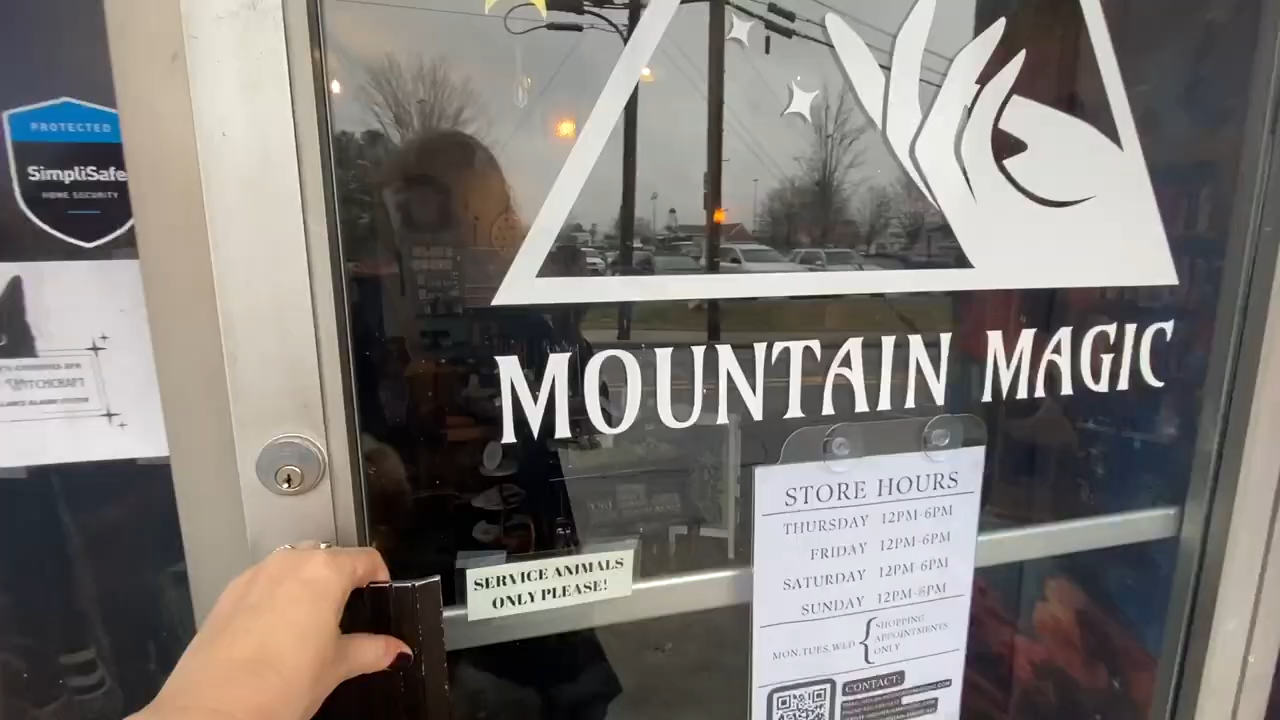 PROTECTED
SimpliSafe
HOME SECURITY
WITCHCRAFT
MOUNTAIN MAGIC
SERVICE ANIMALS
ONLY PLEASE!
STORE HOURS
THURSDAY 12PM-6PM
FRIDAY 12PM-6PM
SATURDAY 12PM-6PM
SUNDAY 12PM-6PM
MON, TUES, WED { SHOPPING
APPOINTMENTS
ONLY
CONTACT: